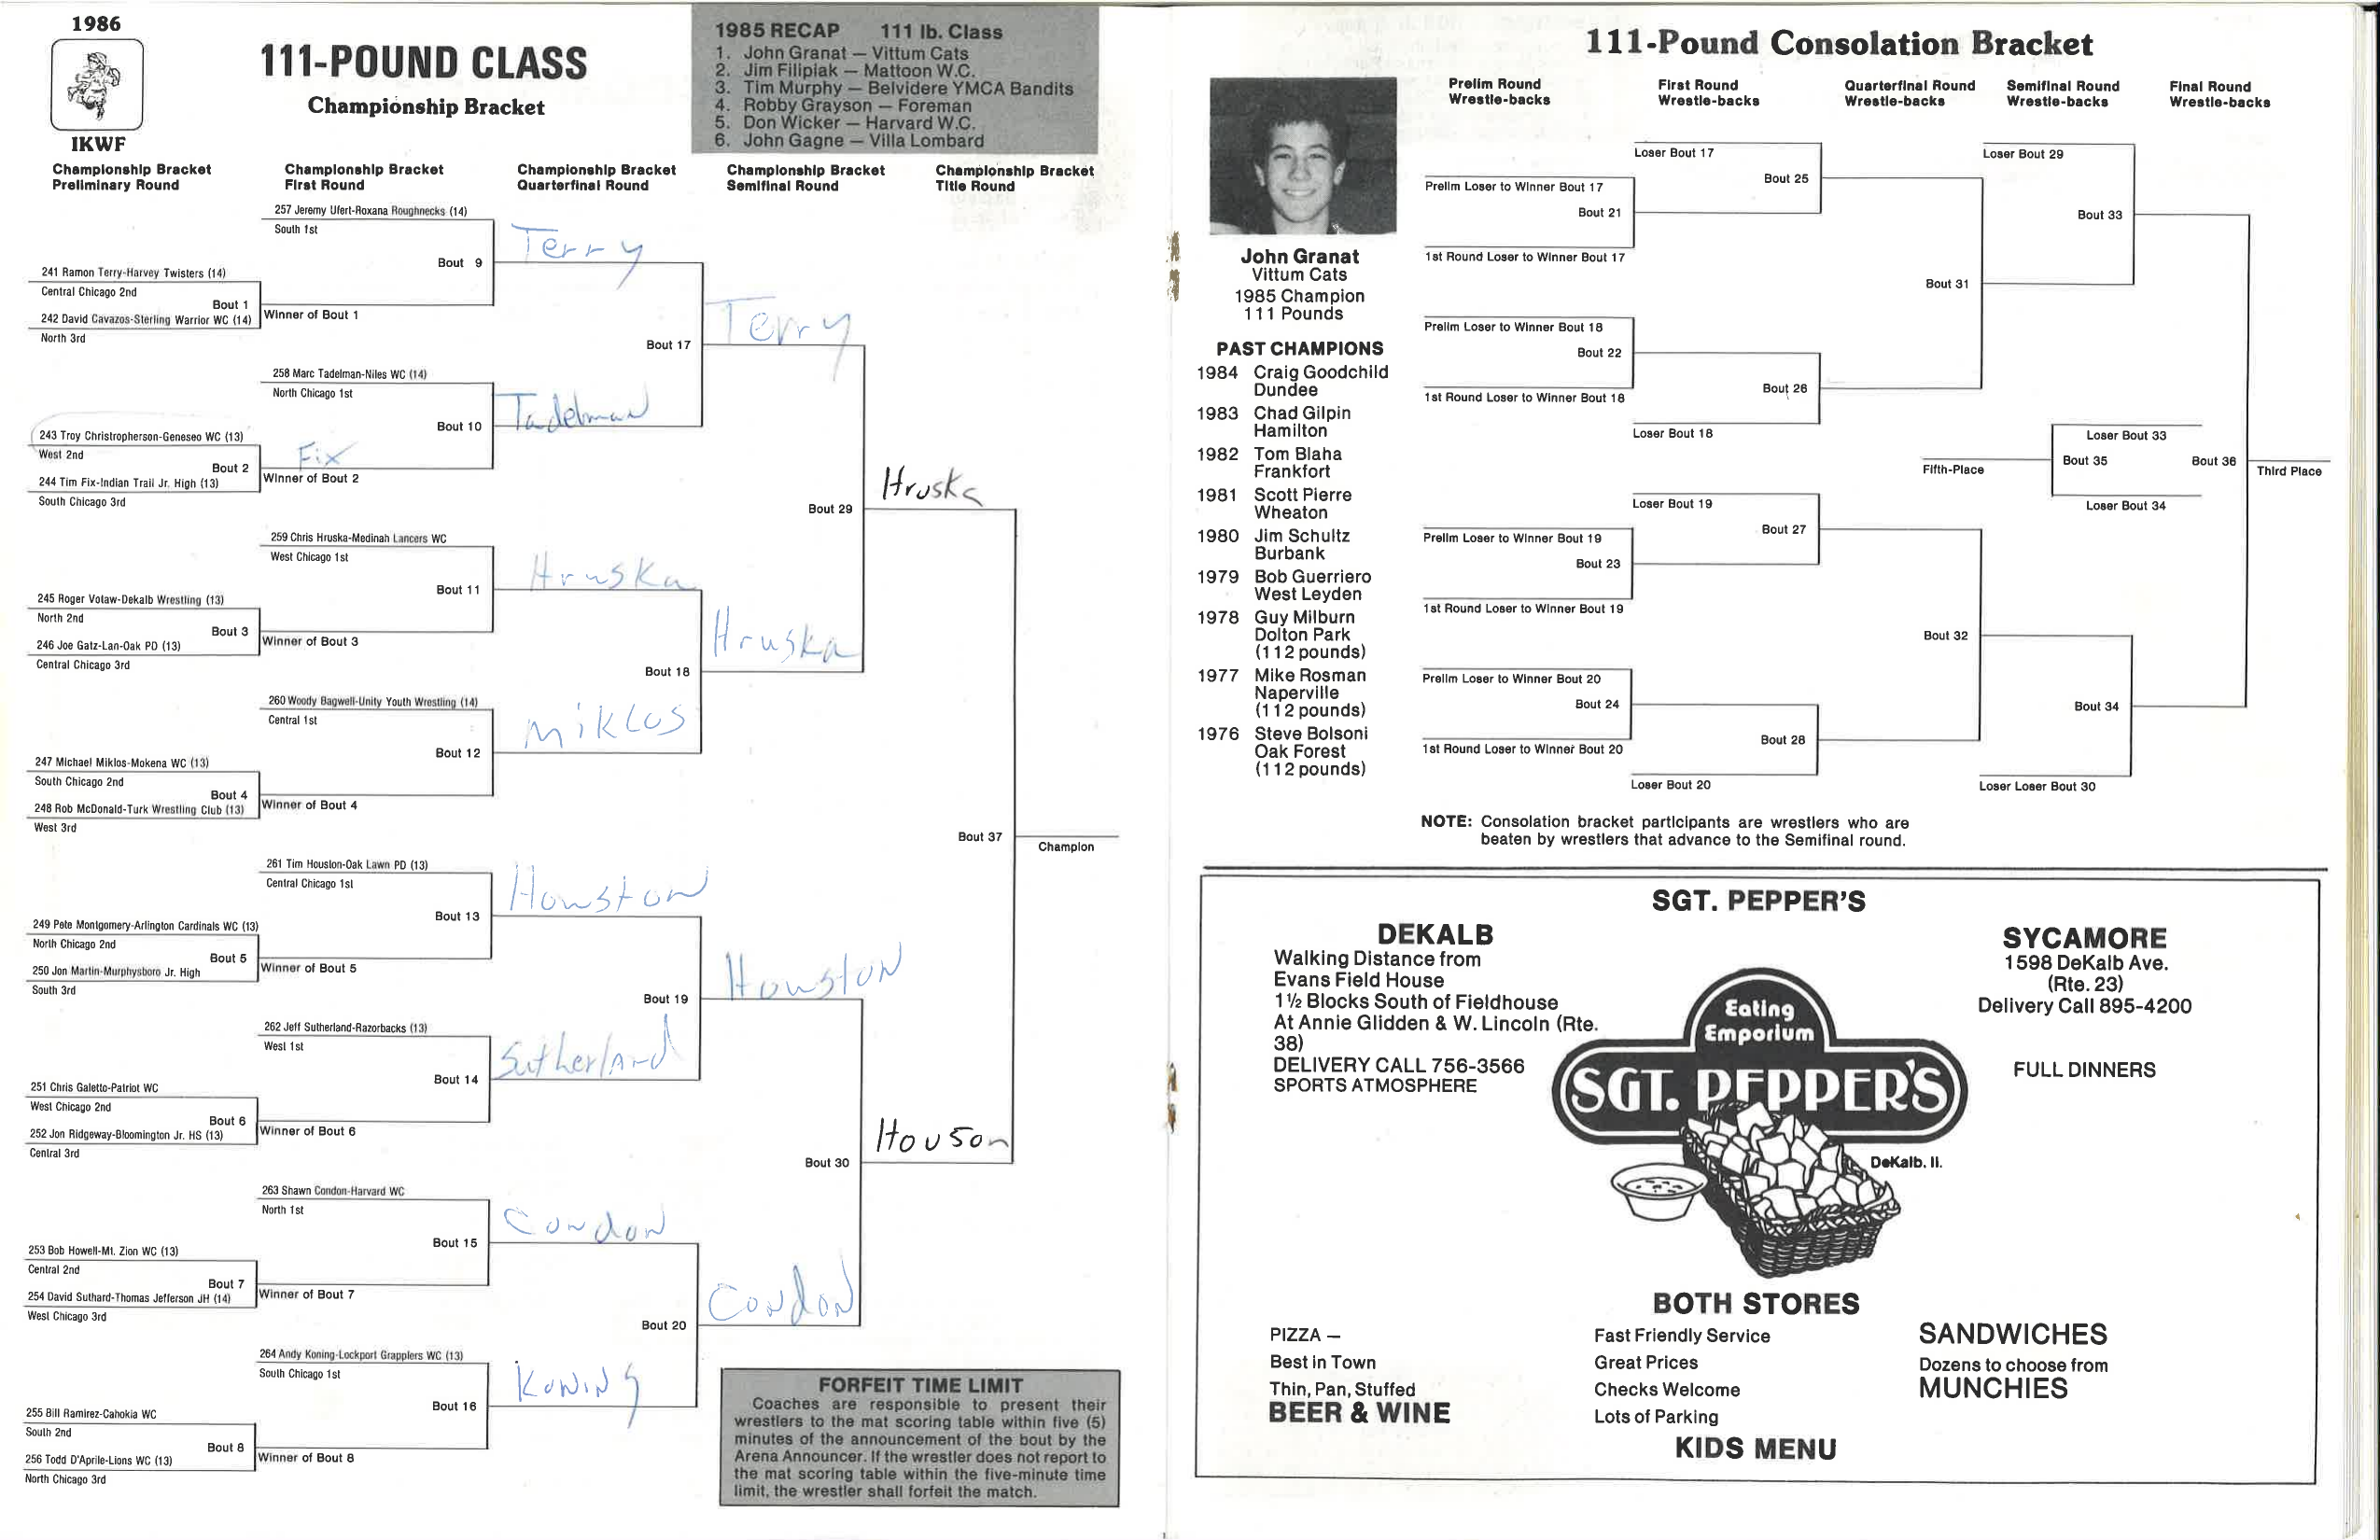 1986
IKWF
111-POUND CLASS
Championship Bracket
1985 RECAP 111 lb. Class
1. John Granat — Vittum Cats
2. Jim Filipiak — Mattoon W.C.
3. Tim Murphy — Belvidere YMCA Bandits
4. Robby Grayson — Foreman
5. Don Wicker — Harvard W.C.
6. John Gagne — Villa Lombard
Championship Bracket
Preliminary Round
Championship Bracket
First Round
Championship Bracket
Quarterfinal Round
Championship Bracket
Semifinal Round
Championship Bracket
Title Round
257 Jeremy Ufert-Roxana Roughnecks (14)
South 1st
Bout 9
Terry
241 Ramon Terry-Harvey Twisters (14)
Central Chicago 2nd
Bout 1
Winner of Bout 1
242 David Cavazos-Sterling Warrior WC (14)
North 3rd
Bout 17
Terry
258 Marc Tadelman-Niles WC (14)
North Chicago 1st
Bout 10
Tadelman
243 Troy Christropherson-Geneseo WC (13)
West 2nd
Bout 2
Fix
Winner of Bout 2
244 Tim Fix-Indian Trail Jr. High (13)
South Chicago 3rd
Bout 29
Hruska
259 Chris Hruska-Medinah Lancers WC
West Chicago 1st
Bout 11
Hruska
245 Roger Votaw-Dekalb Wrestling (13)
North 2nd
Bout 3
Winner of Bout 3
246 Joe Gatz-Lan-Oak PD (13)
Central Chicago 3rd
Bout 18
Hruska
260 Woody Bagwell-Unity Youth Wrestling (14)
Central 1st
Bout 12
MIKLOS
247 Michael Miklos-Mokena WC (13)
South Chicago 2nd
Bout 4
Winner of Bout 4
248 Rob McDonald-Turk Wrestling Club (13)
West 3rd
Bout 37
Champion
261 Tim Houston-Oak Lawn PD (13)
Central Chicago 1st
Bout 13
Houston
249 Pete Montgomery-Arlington Cardinals WC (13)
North Chicago 2nd
Bout 5
Winner of Bout 5
250 Jon Martin-Murphysboro Jr. High
South 3rd
Bout 19
Houston
262 Jeff Sutherland-Razorbacks (13)
West 1st
Bout 14
Sutherland
251 Chris Galetto-Patriot WC
West Chicago 2nd
Bout 6
Winner of Bout 6
252 Jon Ridgeway-Bloomington Jr. HS (13)
Central 3rd
Bout 30
Houson
263 Shawn Condon-Harvard WC
North 1st
Bout 15
Condon
253 Bob Howell-Mt. Zion WC (13)
Central 2nd
Bout 7
Winner of Bout 7
254 David Suthard-Thomas Jefferson JH (14)
West Chicago 3rd
Bout 20
Condon
264 Andy Koning-Lockport Grapplers WC (13)
South Chicago 1st
Bout 16
Koning
255 Bill Ramirez-Cahokia WC
South 2nd
Bout 8
Winner of Bout 8
256 Todd D'Aprile-Lions WC (13)
North Chicago 3rd
FORFEIT TIME LIMIT
Coaches are responsible to present their
wrestlers to the mat scoring table within five (5)
minutes of the announcement of the bout by the
Arena Announcer. If the wrestler does not report to
the mat scoring table within the five-minute time
limit, the wrestler shall forfeit the match.
111-Pound Consolation Bracket
Prelim Round
Wrestle-backs
First Round
Wrestle-backs
Quarterfinal Round
Wrestle-backs
Semifinal Round
Wrestle-backs
Final Round
Wrestle-backs
John Granat
Vittum Cats
1985 Champion
111 Pounds
PAST CHAMPIONS
1984 Craig Goodchild
Dundee
1983 Chad Gilpin
Hamilton
1982 Tom Blaha
Frankfort
1981 Scott Pierre
Wheaton
1980 Jim Schultz
Burbank
1979 Bob Guerriero
West Leyden
1978 Guy Milburn
Dolton Park
(112 pounds)
1977 Mike Rosman
Naperville
(112 pounds)
1976 Steve Bolsoni
Oak Forest
(112 pounds)
Loser Bout 17
Bout 25
Prelim Loser to Winner Bout 17
Bout 21
1st Round Loser to Winner Bout 17
Loser Bout 29
Bout 33
Bout 31
Prelim Loser to Winner Bout 18
Bout 22
1st Round Loser to Winner Bout 18
Bout 26
Loser Bout 18
Loser Bout 33
Fifth-Place
Bout 35
Bout 36
Third Place
Loser Bout 34
Loser Bout 19
Bout 27
Prelim Loser to Winner Bout 19
Bout 23
1st Round Loser to Winner Bout 19
Bout 32
Prelim Loser to Winner Bout 20
Bout 24
1st Round Loser to Winner Bout 20
Bout 28
Loser Bout 20
Bout 34
Loser Loser Bout 30
NOTE: Consolation bracket participants are wrestlers who are
beaten by wrestlers that advance to the Semifinal round.
SGT. PEPPER'S
DEKALB
Walking Distance from
Evans Field House
1½ Blocks South of Fieldhouse
At Annie Glidden & W. Lincoln (Rte.
38)
DELIVERY CALL 756-3566
SPORTS ATMOSPHERE
SYCAMORE
1598 DeKalb Ave.
(Rte. 23)
Delivery Call 895-4200
FULL DINNERS
Eating
Emporium
SGT. PEPPER'S
DeKalb, Il.
BOTH STORES
PIZZA —
Best in Town
Thin, Pan, Stuffed
BEER & WINE
Fast Friendly Service
Great Prices
Checks Welcome
Lots of Parking
KIDS MENU
SANDWICHES
Dozens to choose from
MUNCHIES